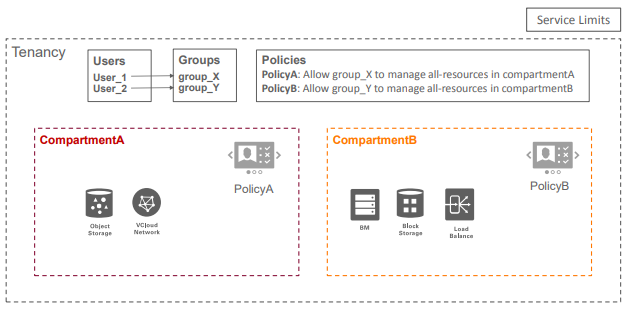 Service Limits
Tenancy
Users
User_1
User_2
Groups
group_X
group_Y
Policies
PolicyA: Allow group_X to manage all-resources in compartmentA
PolicyB: Allow group_Y to manage all-resources in compartmentB
CompartmentA
PolicyA
Object
Storage
VCloud
Network
CompartmentB
PolicyB
BM
Block
Storage
Load
Balance